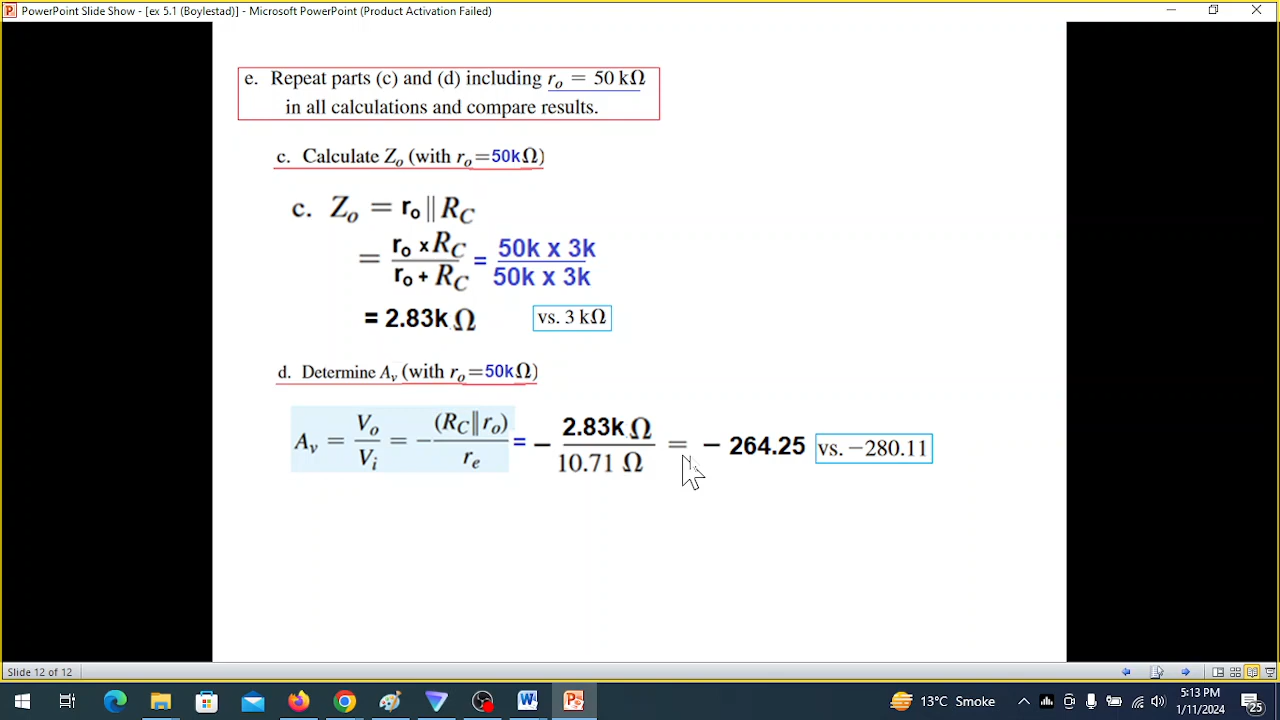 PowerPoint Slide Show - [ex 5.1 (Boylestad)] - Microsoft PowerPoint (Product Activation Failed)
e. Repeat parts (c) and (d) including r_o = 50 kΩ
in all calculations and compare results.
c. Calculate Z_o (with r_o=50kΩ)
c. Z_o = r_o || R_C
= r_o x R_C / r_o + R_C = 50k x 3k / 50k x 3k
= 2.83k Ω vs. 3 kΩ
d. Determine A_v (with r_o=50kΩ)
A_v = V_o / V_i = − (R_C || r_o) / r_e = − 2.83k Ω / 10.71 Ω = − 264.25 vs. −280.11
Slide 12 of 12
13°C Smoke
5:13 PM
1/11/2024
25